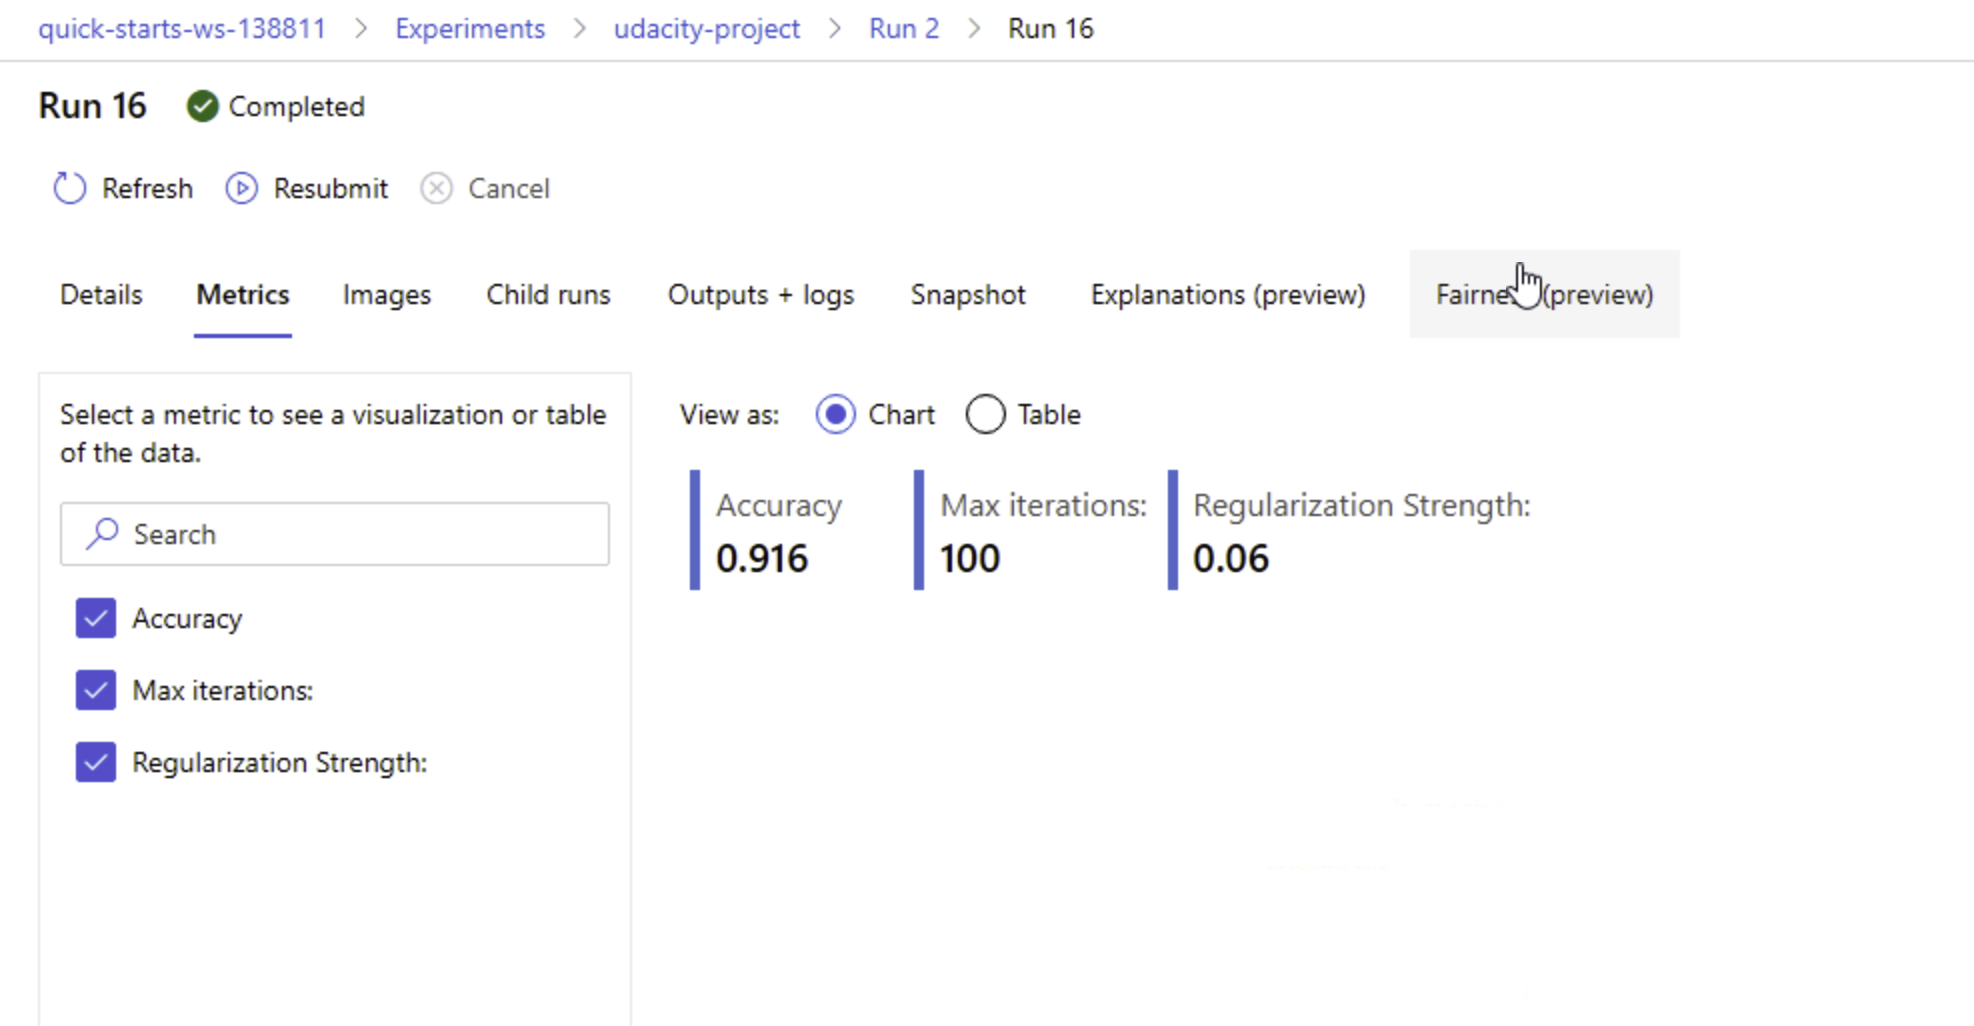 quick-starts-ws-138811 > Experiments > udacity-project > Run 2 > Run 16
Run 16 Completed
Refresh Resubmit Cancel
Details Metrics Images Child runs Outputs + logs Snapshot Explanations (preview) (preview)
Select a metric to see a visualization or table
of the data.
Search
Accuracy
Max iterations:
Regularization Strength:
View as: Chart Table
Accuracy Max iterations: Regularization Strength:
0.916 100 0.06